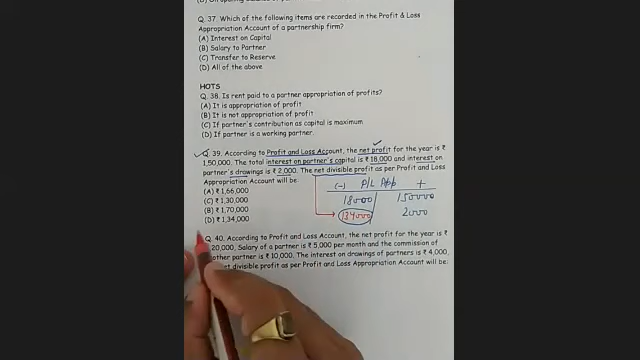 Q. 37. Which of the following items are recorded in the Profit & Loss
Appropriation Account of a partnership firm?
(A) Interest on Capital
(B) Salary to Partner
(C) Transfer to Reserve
(D) All of the above
HOTS
Q. 38. Is rent paid to a partner appropriation of profits?
(A) It is appropriation of profit
(B) It is not appropriation of profit
(C) If partner's contribution as capital is maximum
(D) If partner is a working partner.
Q. 39. According to Profit and Loss Account, the net profit for the year is ₹
1,50,000. The total interest on partner's capital is ₹ 18,000 and interest on
partner's drawings is ₹ 2,000. The net divisible profit as per Profit and Loss
Appropriation Account will be:
(-) P/L App +
(A) ₹ 1,66,000
18000 150000
(C) ₹ 1,30,000
(B) ₹ 1,70,000
134000 2000
(D) ₹ 1,34,000
Q. 40. According to Profit and Loss Account, the net profit for the year is ₹
20,000, Salary of a partner is ₹ 5,000 per month and the commission of
other partner is ₹ 10,000. The interest on drawings of partners is ₹ 4,000,
net divisible profit as per Profit and Loss Appropriation Account will be: